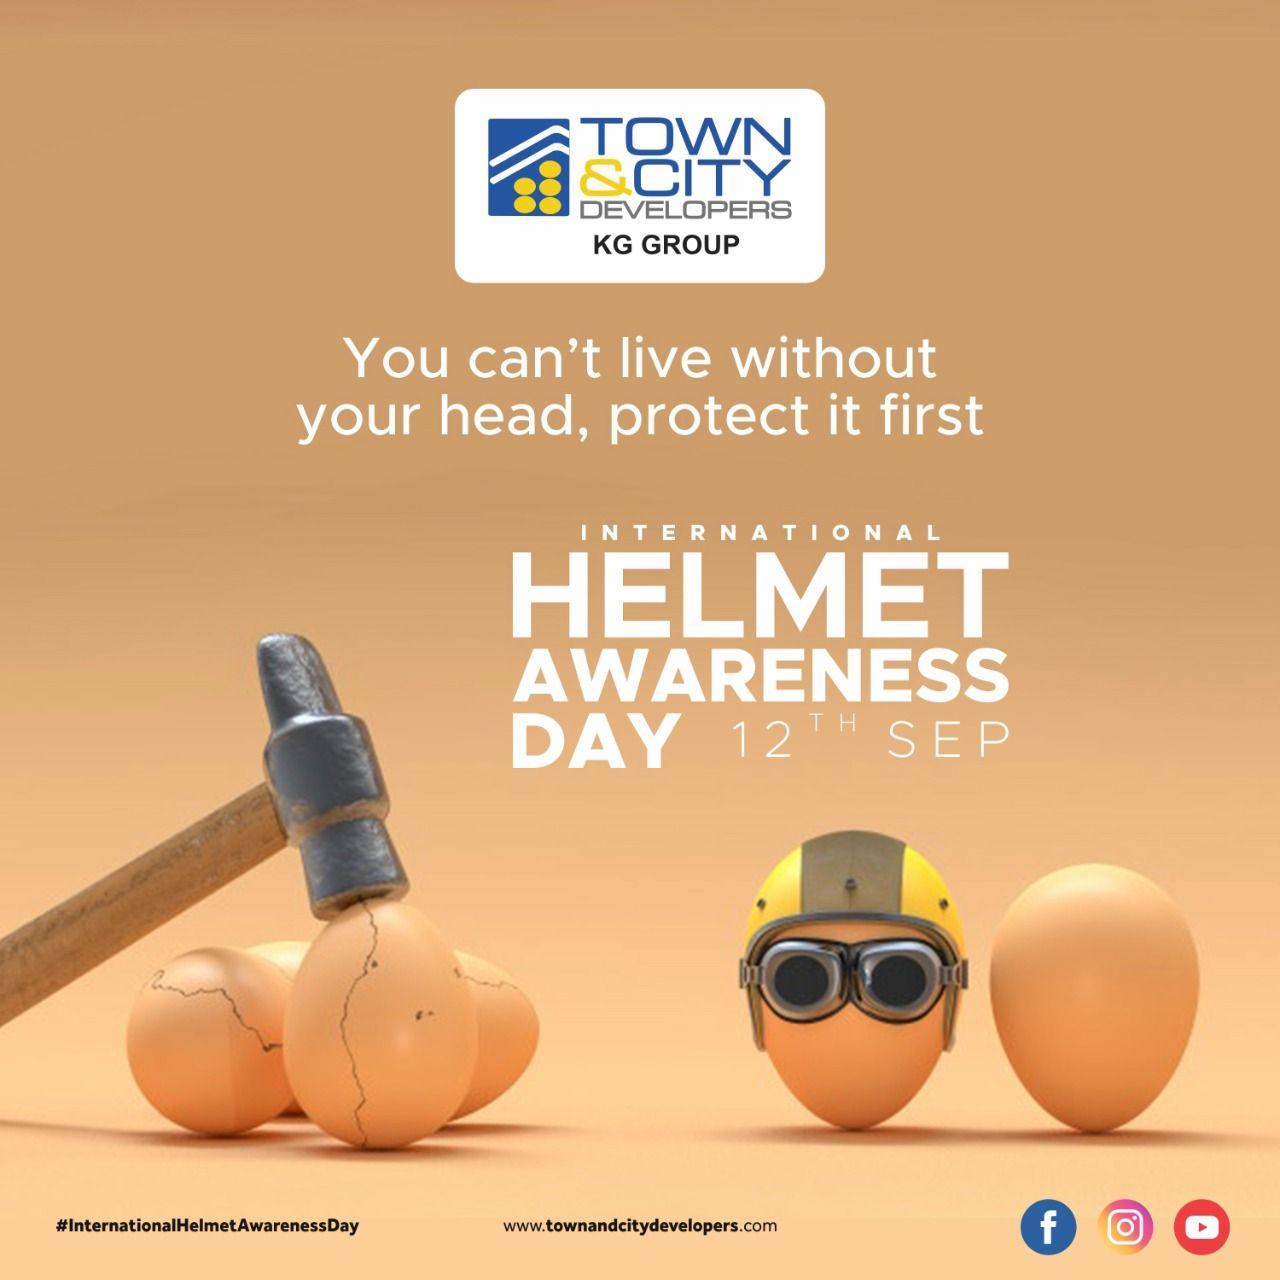 TOWN
&CITY
DEVELOPERS
KG GROUP
You can’t live without
your head, protect it first
INTERNATIONAL
HELMET
AWARENESS
DAY 12TH SEP
#InternationalHelmetAwarenessDay
www.townandcitydevelopers.com